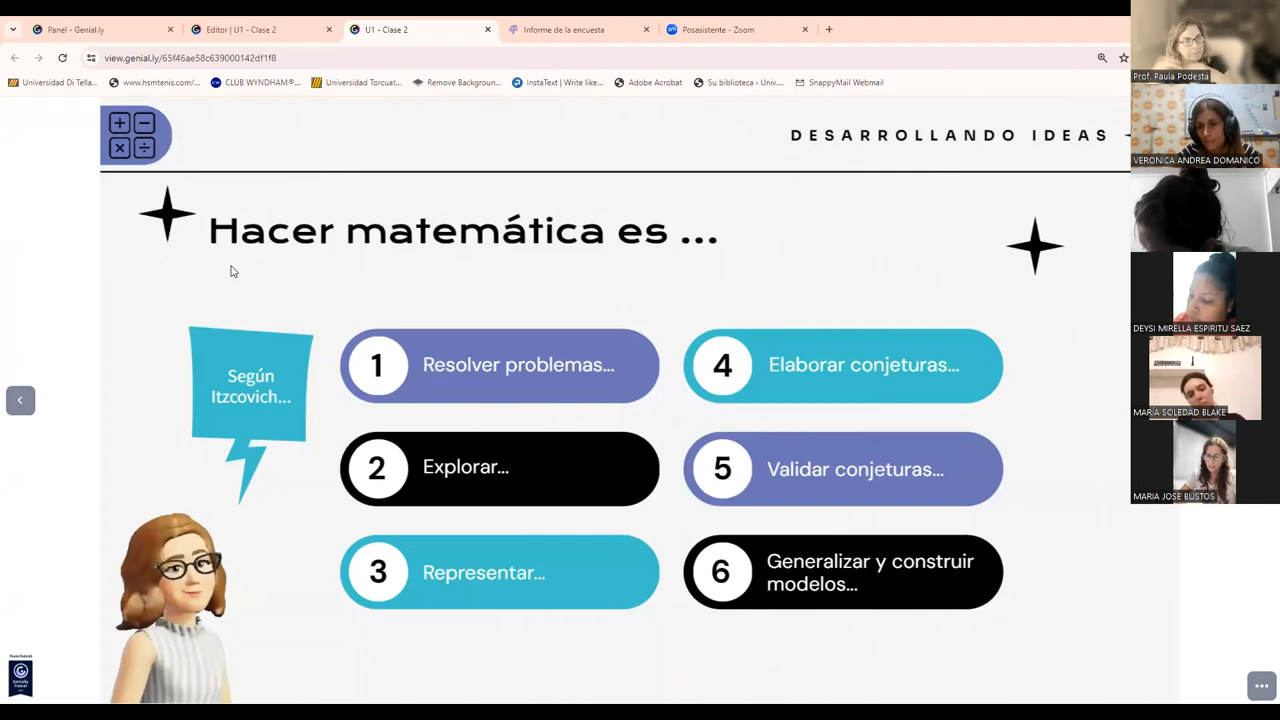 Panel - Genial.ly
Editor | U1 - Clase 2
U1 - Clase 2
Informe de la encuesta
Posasistente - Zoom
view.genial.ly/65f46ae58c639000142df1f8
Universidad Di Tella...
www.hsmtenis.com/...
CLUB WYNDHAM®...
Universidad Torcuat...
Remove Backgroun...
InstaText | Write like...
Adobe Acrobat
Su biblioteca › Univ....
SnappyMail Webmail
DESARROLLANDO IDEAS
Hacer matemática es ...
Según
Itzcovich...
1 Resolver problemas...
2 Explorar...
3 Representar...
4 Elaborar conjeturas...
5 Validar conjeturas...
6 Generalizar y construir
modelos...
Prof. Paula Podestá
VERONICA ANDREA DOMANICO
DEYSI MIRELLA ESPIRITU SAEZ
MARÍA SOLEDAD BLAKE
MARIA JOSE BUSTOS
Paula Podestá